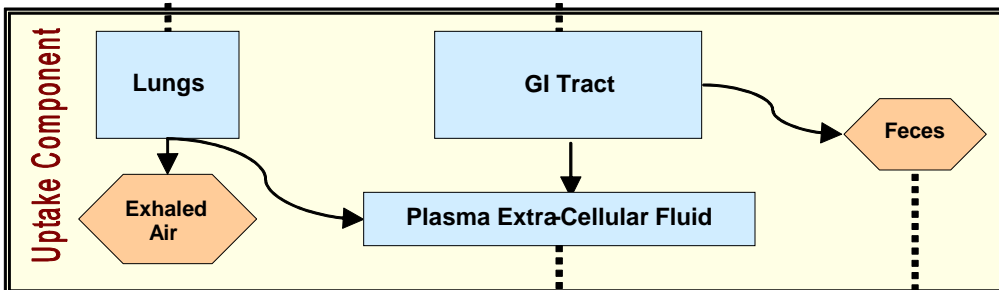 Uptake Component
Lungs
GI Tract
Feces
Exhaled
Air
Plasma Extra-Cellular Fluid